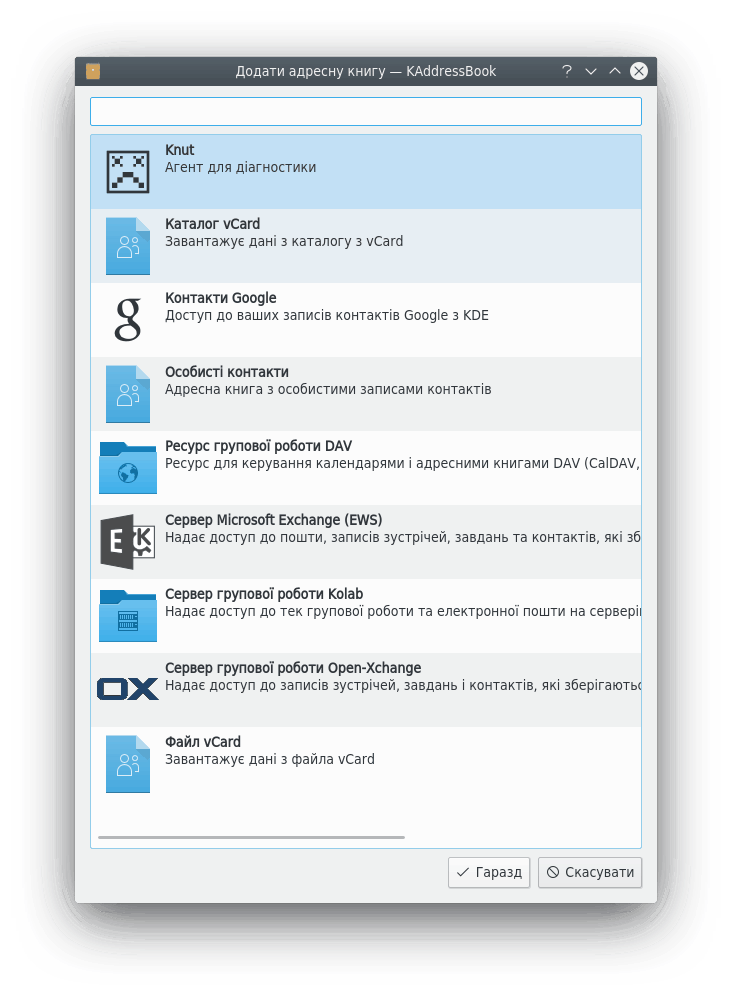 Додати адресну книгу — KAddressBook
Knut
Агент для діагностики
Каталог vCard
Завантажує дані з каталогу з vCard
Контакти Google
Доступ до ваших записів контактів Google з KDE
Особисті контакти
Адресна книга з особистими записами контактів
Ресурс групової роботи DAV
Ресурс для керування календарями і адресними книгами DAV (CalDAV,
Сервер Microsoft Exchange (EWS)
Надає доступ до пошти, записів зустрічей, завдань та контактів, які зб
Сервер групової роботи Kolab
Надає доступ до тек групової роботи та електронної пошти на сервері
Сервер групової роботи Open-Xchange
Надає доступ до записів зустрічей, завдань і контактів, які зберігаютьс
Файл vCard
Завантажує дані з файла vCard
Гаразд
Скасувати